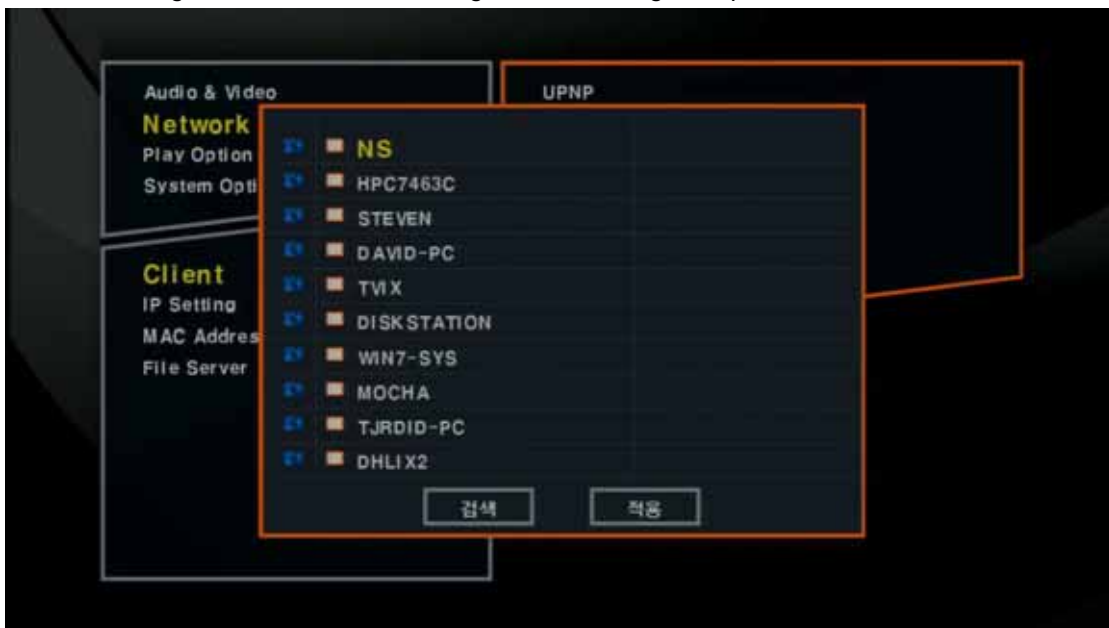 Audio & Video
Network
Play Option
System Opti
Client
IP Setting
MAC Addres
File Server
UPNP
NS
HPC7463C
STEVEN
DAVID-PC
TVIX
DISKSTATION
WIN7-SYS
MOCHA
TJRDID-PC
DHLIX2
검색
적용